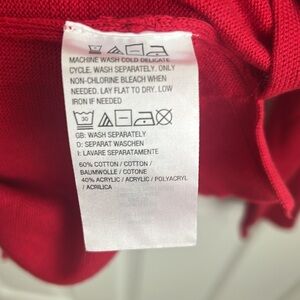 MACHINE WASH COLD DELICATE
CYCLE. WASH SEPARATELY. ONLY
NON-CHLORINE BLEACH WHEN
NEEDED. LAY FLAT TO DRY. LOW
IRON IF NEEDED
30
GB: WASH SEPARATELY
D: SEPARAT WASCHEN
I: LAVARE SEPARATAMENTE
60% COTTON / COTTON /
BAUMWOLLE / COTONE
40% ACRYLIC / ACRYLIC / POLYACRYL
/ ACRILICA